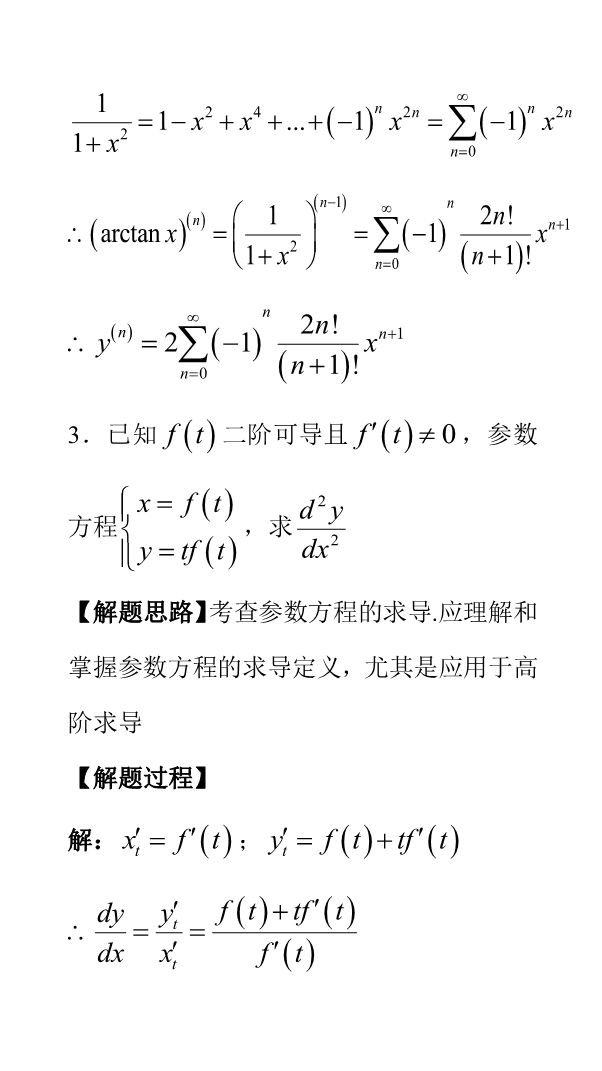 $\frac{1}{1+x^2}=1-x^2+x^4+...+(-1)^n x^{2n}=\sum_{n=0}^{\infty}(-1)^n x^{2n}$
$\therefore (\arctan x)^{(n)}=\left(\frac{1}{1+x^2}\right)^{(n-1)}=\sum_{n=0}^{\infty}(-1)^n\frac{2n!}{(n+1)!}x^{n+1}$
$\therefore y^{(n)}=2\sum_{n=0}^{\infty}(-1)^n\frac{2n!}{(n+1)!}x^{n+1}$
3．已知 $f(t)$ 二阶可导且 $f'(t)\neq 0$，参数
方程 $\begin{cases}x=f(t)\\y=tf(t)\end{cases}$，求 $\frac{d^2y}{dx^2}$
【解题思路】考查参数方程的求导.应理解和
掌握参数方程的求导定义，尤其是应用于高
阶求导
【解题过程】
解：$x'_t=f'(t)$；$y'_t=f(t)+tf'(t)$
$\therefore \frac{dy}{dx}=\frac{y'_t}{x'_t}=\frac{f(t)+tf'(t)}{f'(t)}$